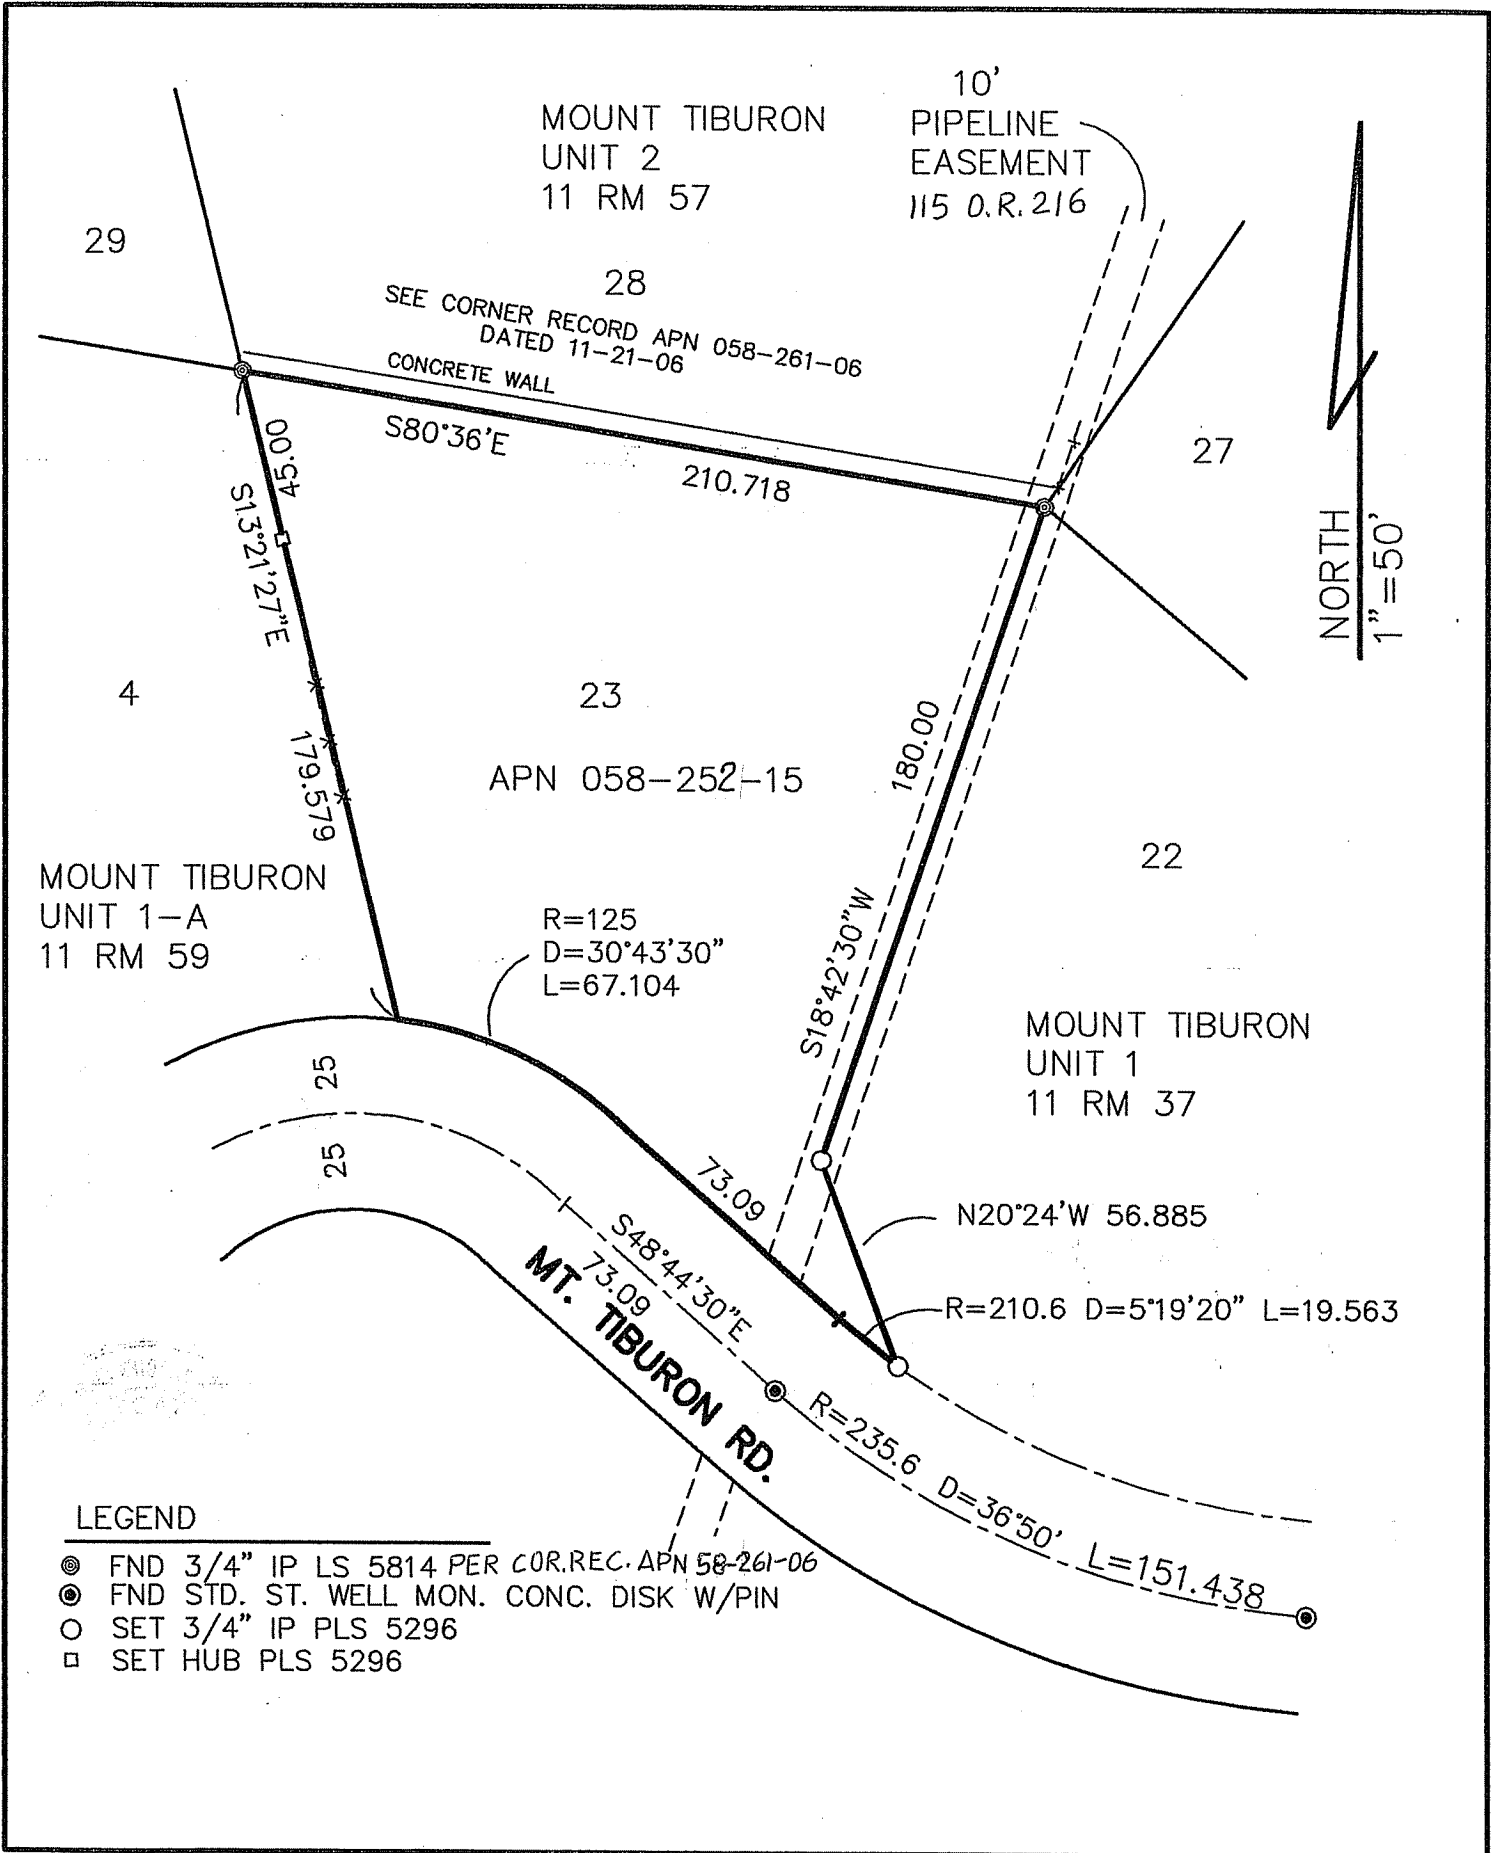 10'
PIPELINE
EASEMENT
115 O.R. 216
MOUNT TIBURON
UNIT 2
11 RM 57
29
28
SEE CORNER RECORD APN 058-261-06
DATED 11-21-06
CONCRETE WALL
S80°36'E
210.718
27
NORTH
1"=50'
45.00
S13°21'27"E
179.579
4
23
APN 058-252-15
180.00
S18°42'30"W
22
MOUNT TIBURON
UNIT 1-A
11 RM 59
R=125
D=30°43'30"
L=67.104
MOUNT TIBURON
UNIT 1
11 RM 37
25
25
73.09
S48°44'30"E
73.09
MT. TIBURON RD.
N20°24'W 56.885
R=210.6 D=5°19'20" L=19.563
R=235.6 D=36°50' L=151.438
LEGEND
FND 3/4" IP LS 5814 PER COR.REC. APN 58-261-06
FND STD. ST. WELL MON. CONC. DISK W/PIN
SET 3/4" IP PLS 5296
SET HUB PLS 5296